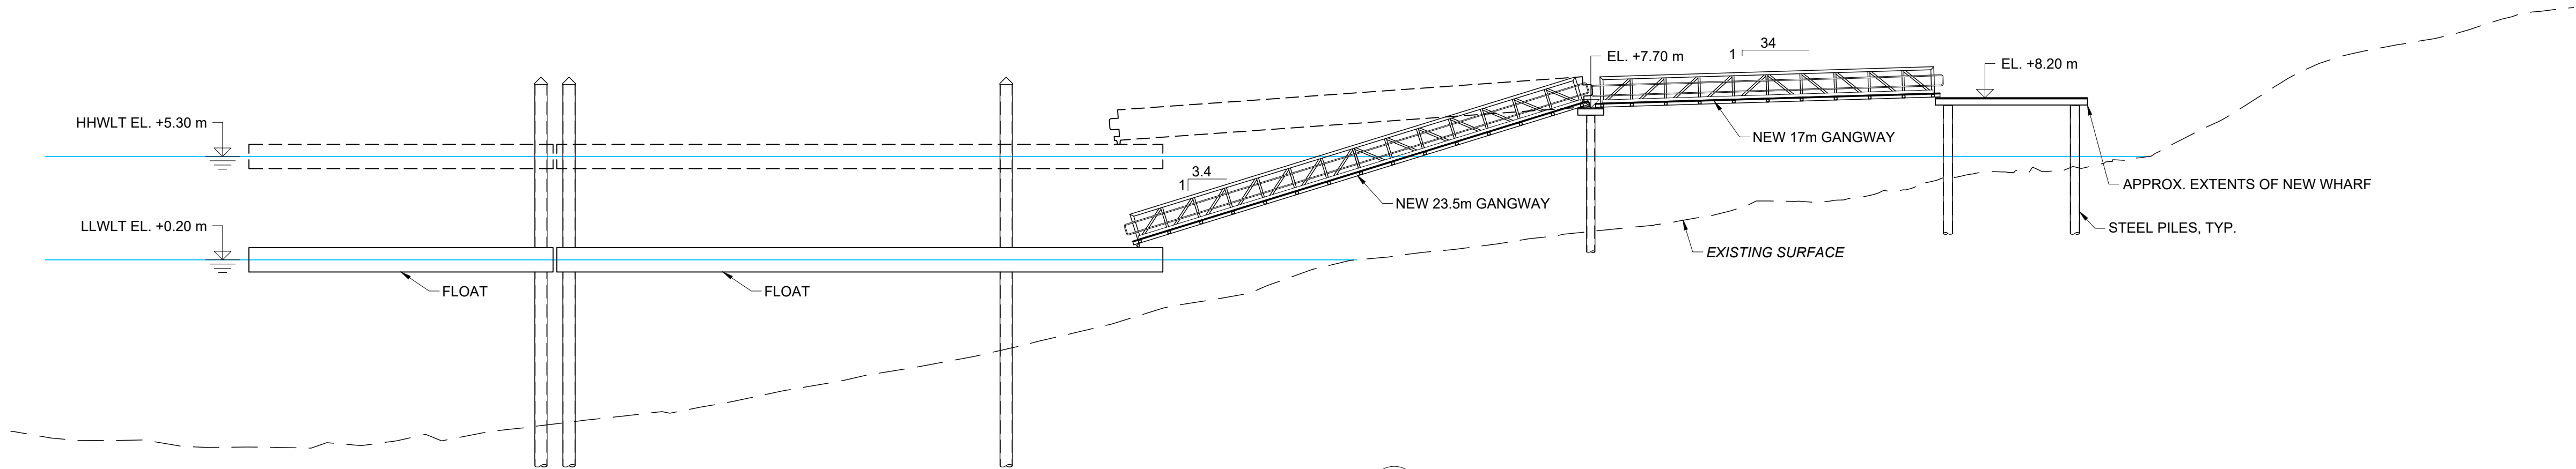 34
1
EL. +7.70 m
EL. +8.20 m
HHWLT EL. +5.30 m
NEW 17m GANGWAY
3.4
1
APPROX. EXTENTS OF NEW WHARF
NEW 23.5m GANGWAY
LLWLT EL. +0.20 m
STEEL PILES, TYP.
EXISTING SURFACE
FLOAT
FLOAT